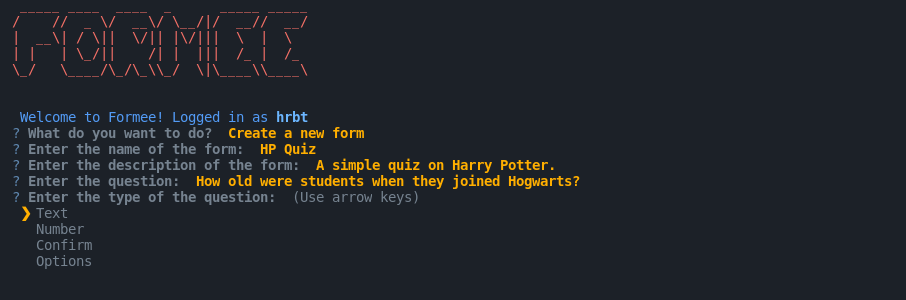 FORMEE
Welcome to Formee! Logged in as hrbt
? What do you want to do? Create a new form
? Enter the name of the form: HP Quiz
? Enter the description of the form: A simple quiz on Harry Potter.
? Enter the question: How old were students when they joined Hogwarts?
? Enter the type of the question: (Use arrow keys)
❯ Text
Number
Confirm
Options